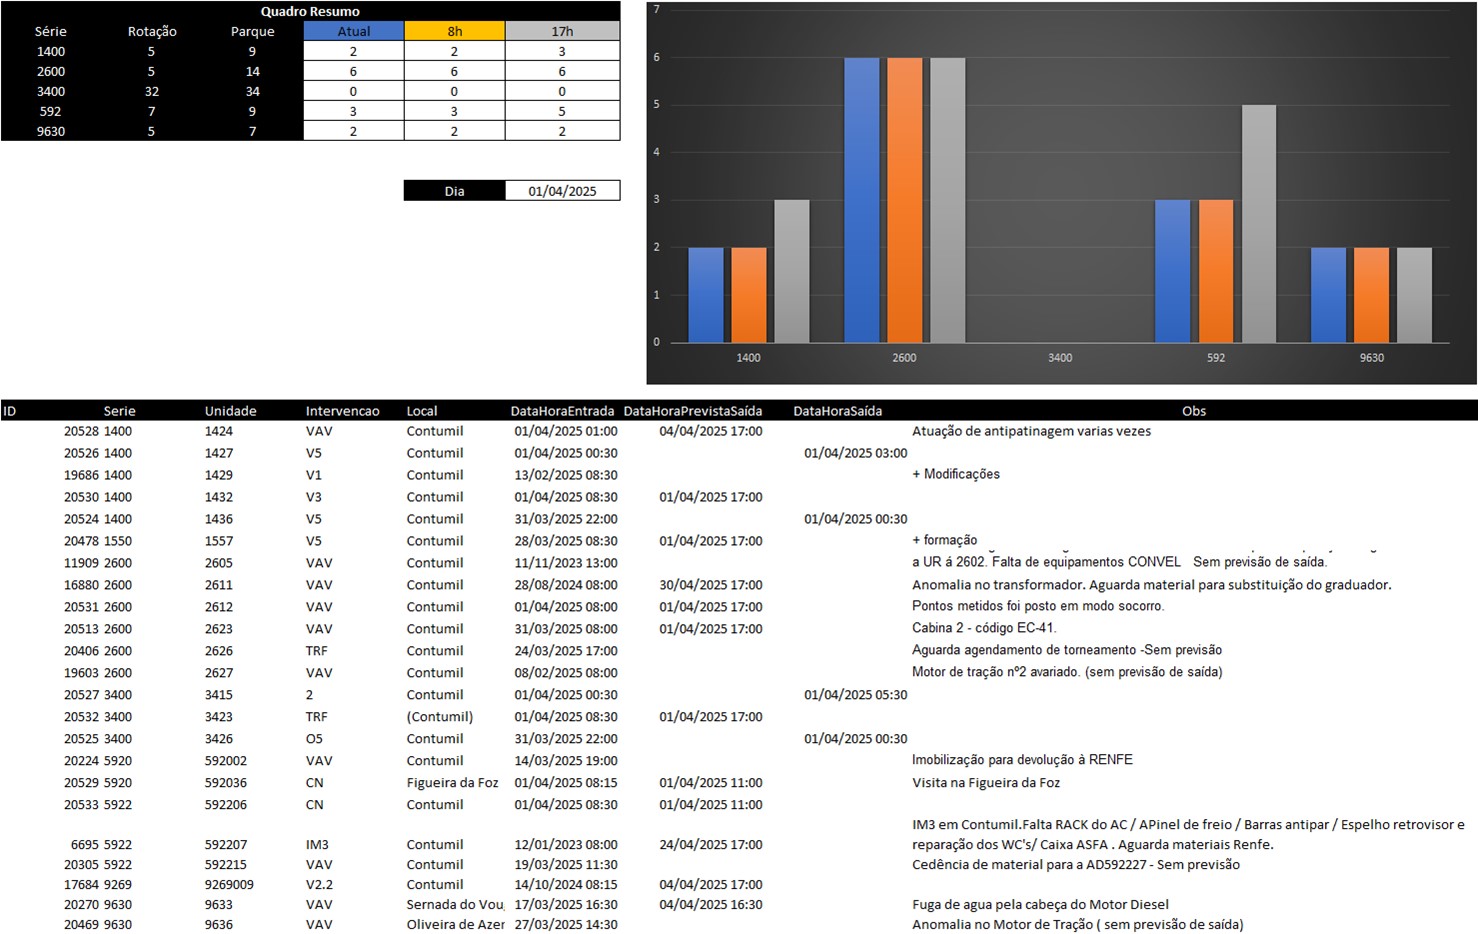 Quadro Resumo
Série Rotação Parque Atual 8h 17h
1400 5 9 2 2 3
2600 5 14 6 6 6
3400 32 34 0 0 0
592 7 9 3 3 5
9630 5 7 2 2 2
Dia 01/04/2025
7
6
5
4
3
2
1
0
1400 2600 3400 592 9630
ID Serie Unidade Intervencao Local DataHoraEntrada DataHoraPrevistaSaída DataHoraSaída Obs
20528 1400 1424 VAV Contumil 01/04/2025 01:00 04/04/2025 17:00 Atuação de antipatinagem varias vezes
20526 1400 1427 V5 Contumil 01/04/2025 00:30 01/04/2025 03:00
19686 1400 1429 V1 Contumil 13/02/2025 08:30 + Modificações
20530 1400 1432 V3 Contumil 01/04/2025 08:30 01/04/2025 17:00
20524 1400 1436 V5 Contumil 31/03/2025 22:00 01/04/2025 00:30
20478 1550 1557 V5 Contumil 28/03/2025 08:30 01/04/2025 17:00 + formação
11909 2600 2605 VAV Contumil 11/11/2023 13:00 a UR á 2602. Falta de equipamentos CONVEL Sem previsão de saída.
16880 2600 2611 VAV Contumil 28/08/2024 08:00 30/04/2025 17:00 Anomalia no transformador. Aguarda material para substituição do graduador.
20531 2600 2612 VAV Contumil 01/04/2025 08:00 01/04/2025 17:00 Pontos metidos foi posto em modo socorro.
20513 2600 2623 VAV Contumil 31/03/2025 08:00 01/04/2025 17:00 Cabina 2 - código EC-41.
20406 2600 2626 TRF Contumil 24/03/2025 17:00 Aguarda agendamento de torneamento -Sem previsão
19603 2600 2627 VAV Contumil 08/02/2025 08:00 Motor de tração nº2 avariado. (sem previsão de saída)
20527 3400 3415 2 Contumil 01/04/2025 00:30 01/04/2025 05:30
20532 3400 3423 TRF (Contumil) 01/04/2025 08:30 01/04/2025 17:00
20525 3400 3426 O5 Contumil 31/03/2025 22:00 01/04/2025 00:30
20224 5920 592002 VAV Contumil 14/03/2025 19:00 Imobilização para devolução à RENFE
20529 5920 592036 CN Figueira da Foz 01/04/2025 08:15 01/04/2025 11:00 Visita na Figueira da Foz
20533 5922 592206 CN Contumil 01/04/2025 08:30 01/04/2025 11:00
IM3 em Contumil.Falta RACK do AC / APinel de freio / Barras antipar / Espelho retrovisor e
6695 5922 592207 IM3 Contumil 12/01/2023 08:00 24/04/2025 17:00 reparação dos WC's/ Caixa ASFA . Aguarda materiais Renfe.
20305 5922 592215 VAV Contumil 19/03/2025 11:30 Cedência de material para a AD592227 - Sem previsão
17684 9269 9269009 V2.2 Contumil 14/10/2024 08:15 04/04/2025 17:00
20270 9630 9633 VAV Sernada do Vou 17/03/2025 16:30 04/04/2025 16:30 Fuga de agua pela cabeça do Motor Diesel
20469 9630 9636 VAV Oliveira de Azer 27/03/2025 14:30 Anomalia no Motor de Tração ( sem previsão de saída)